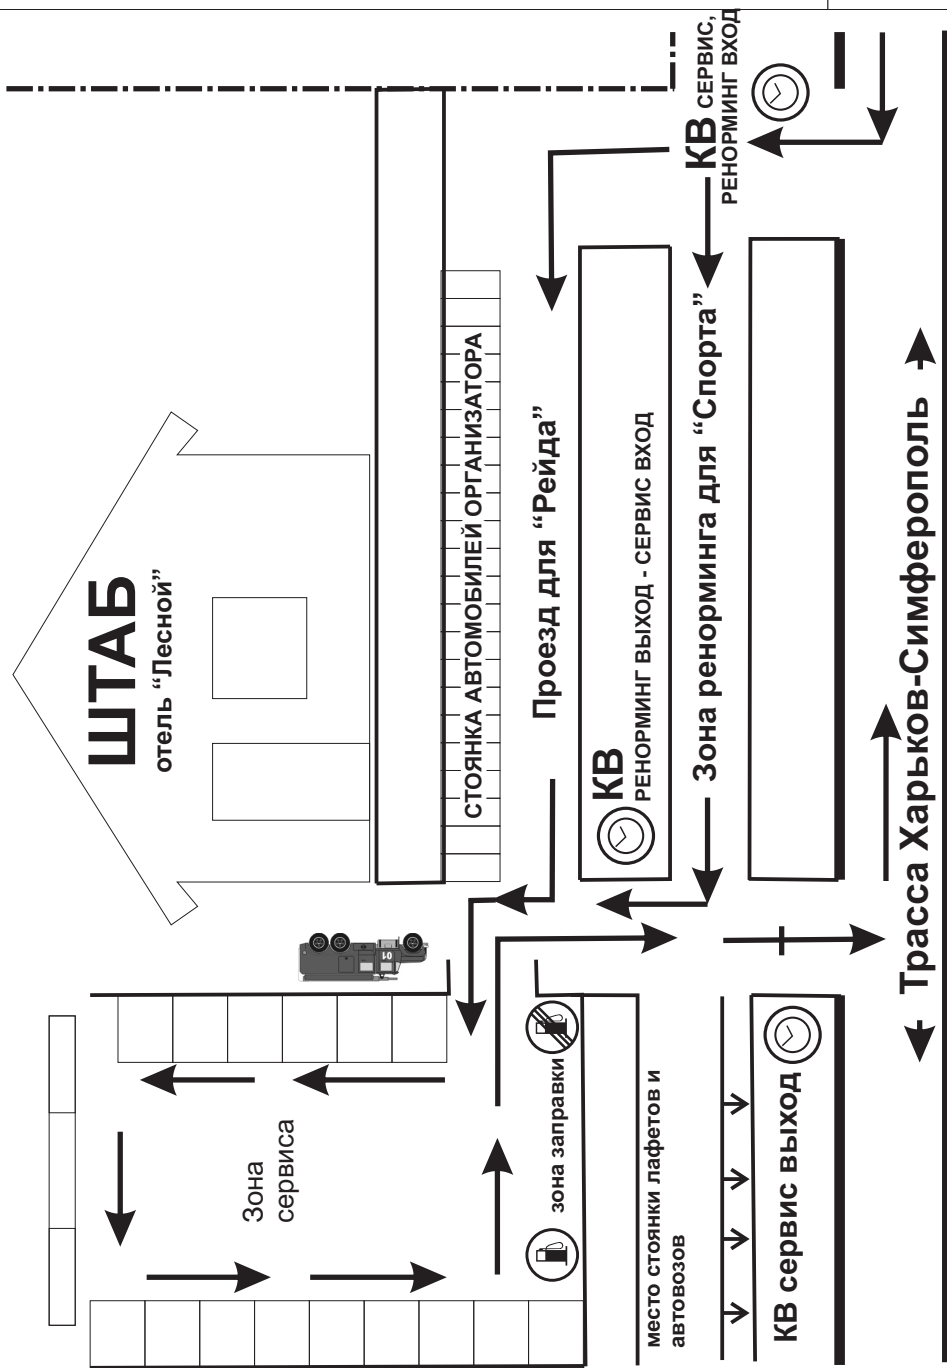 ШТАБ
отель “Лесной”
СТОЯНКА АВТОМОБИЛЕЙ ОРГАНИЗАТОРА
Проезд для “Рейда”
КВ
РЕНОРМИНГ ВЫХОД - СЕРВИС ВХОД
Зона ренорминга для “Спорта”
КВ СЕРВИС,
РЕНОРМИНГ ВХОД
Трасса Харьков-Симферополь
01
Зона
сервиса
зона заправки
место стоянки лафетов и
автовозов
КВ сервис выход